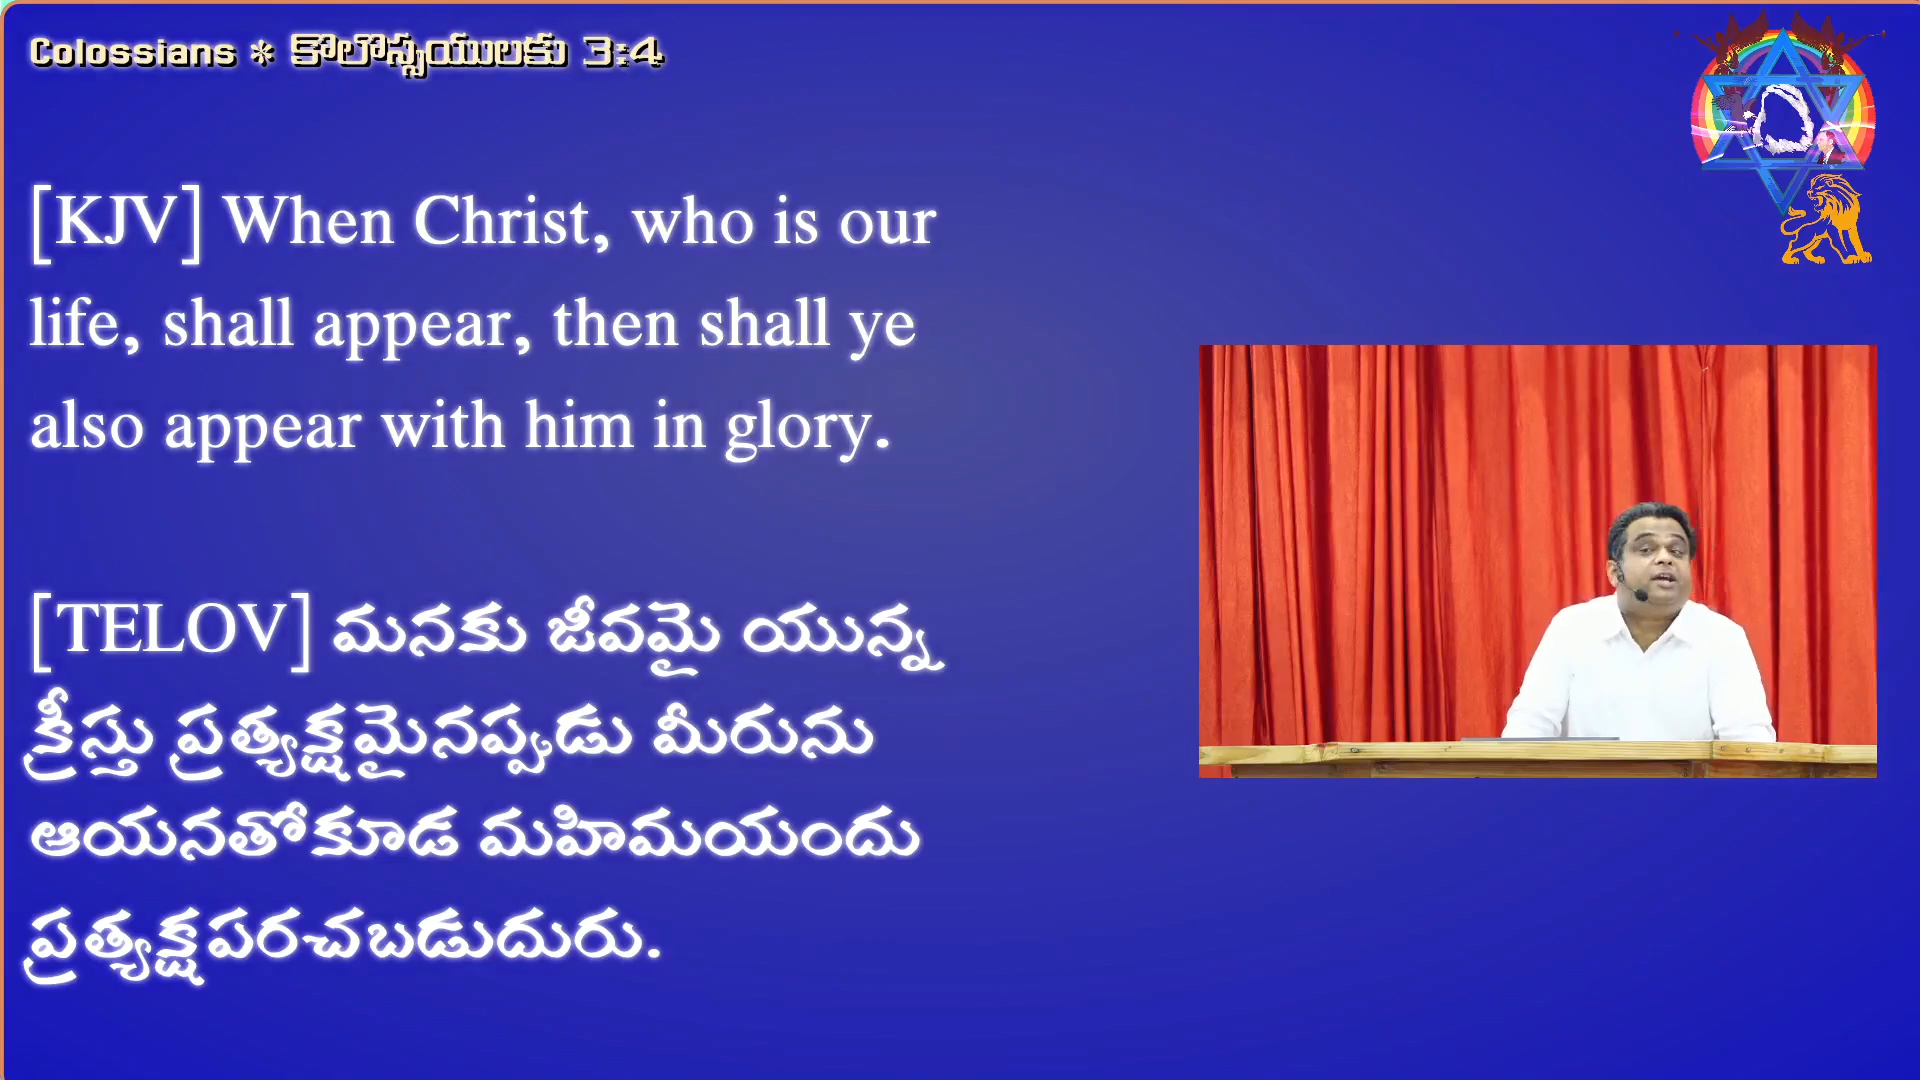 Colossians * కొలొస్సయులకు 3:4
[KJV] When Christ, who is our
life, shall appear, then shall ye
also appear with him in glory.
[TELOV] మనకు జీవమై యున్న
క్రీస్తు ప్రత్యక్షమైనప్పుడు మీరును
ఆయనతోకూడ మహిమయందు
ప్రత్యక్షపరచబడుదురు.